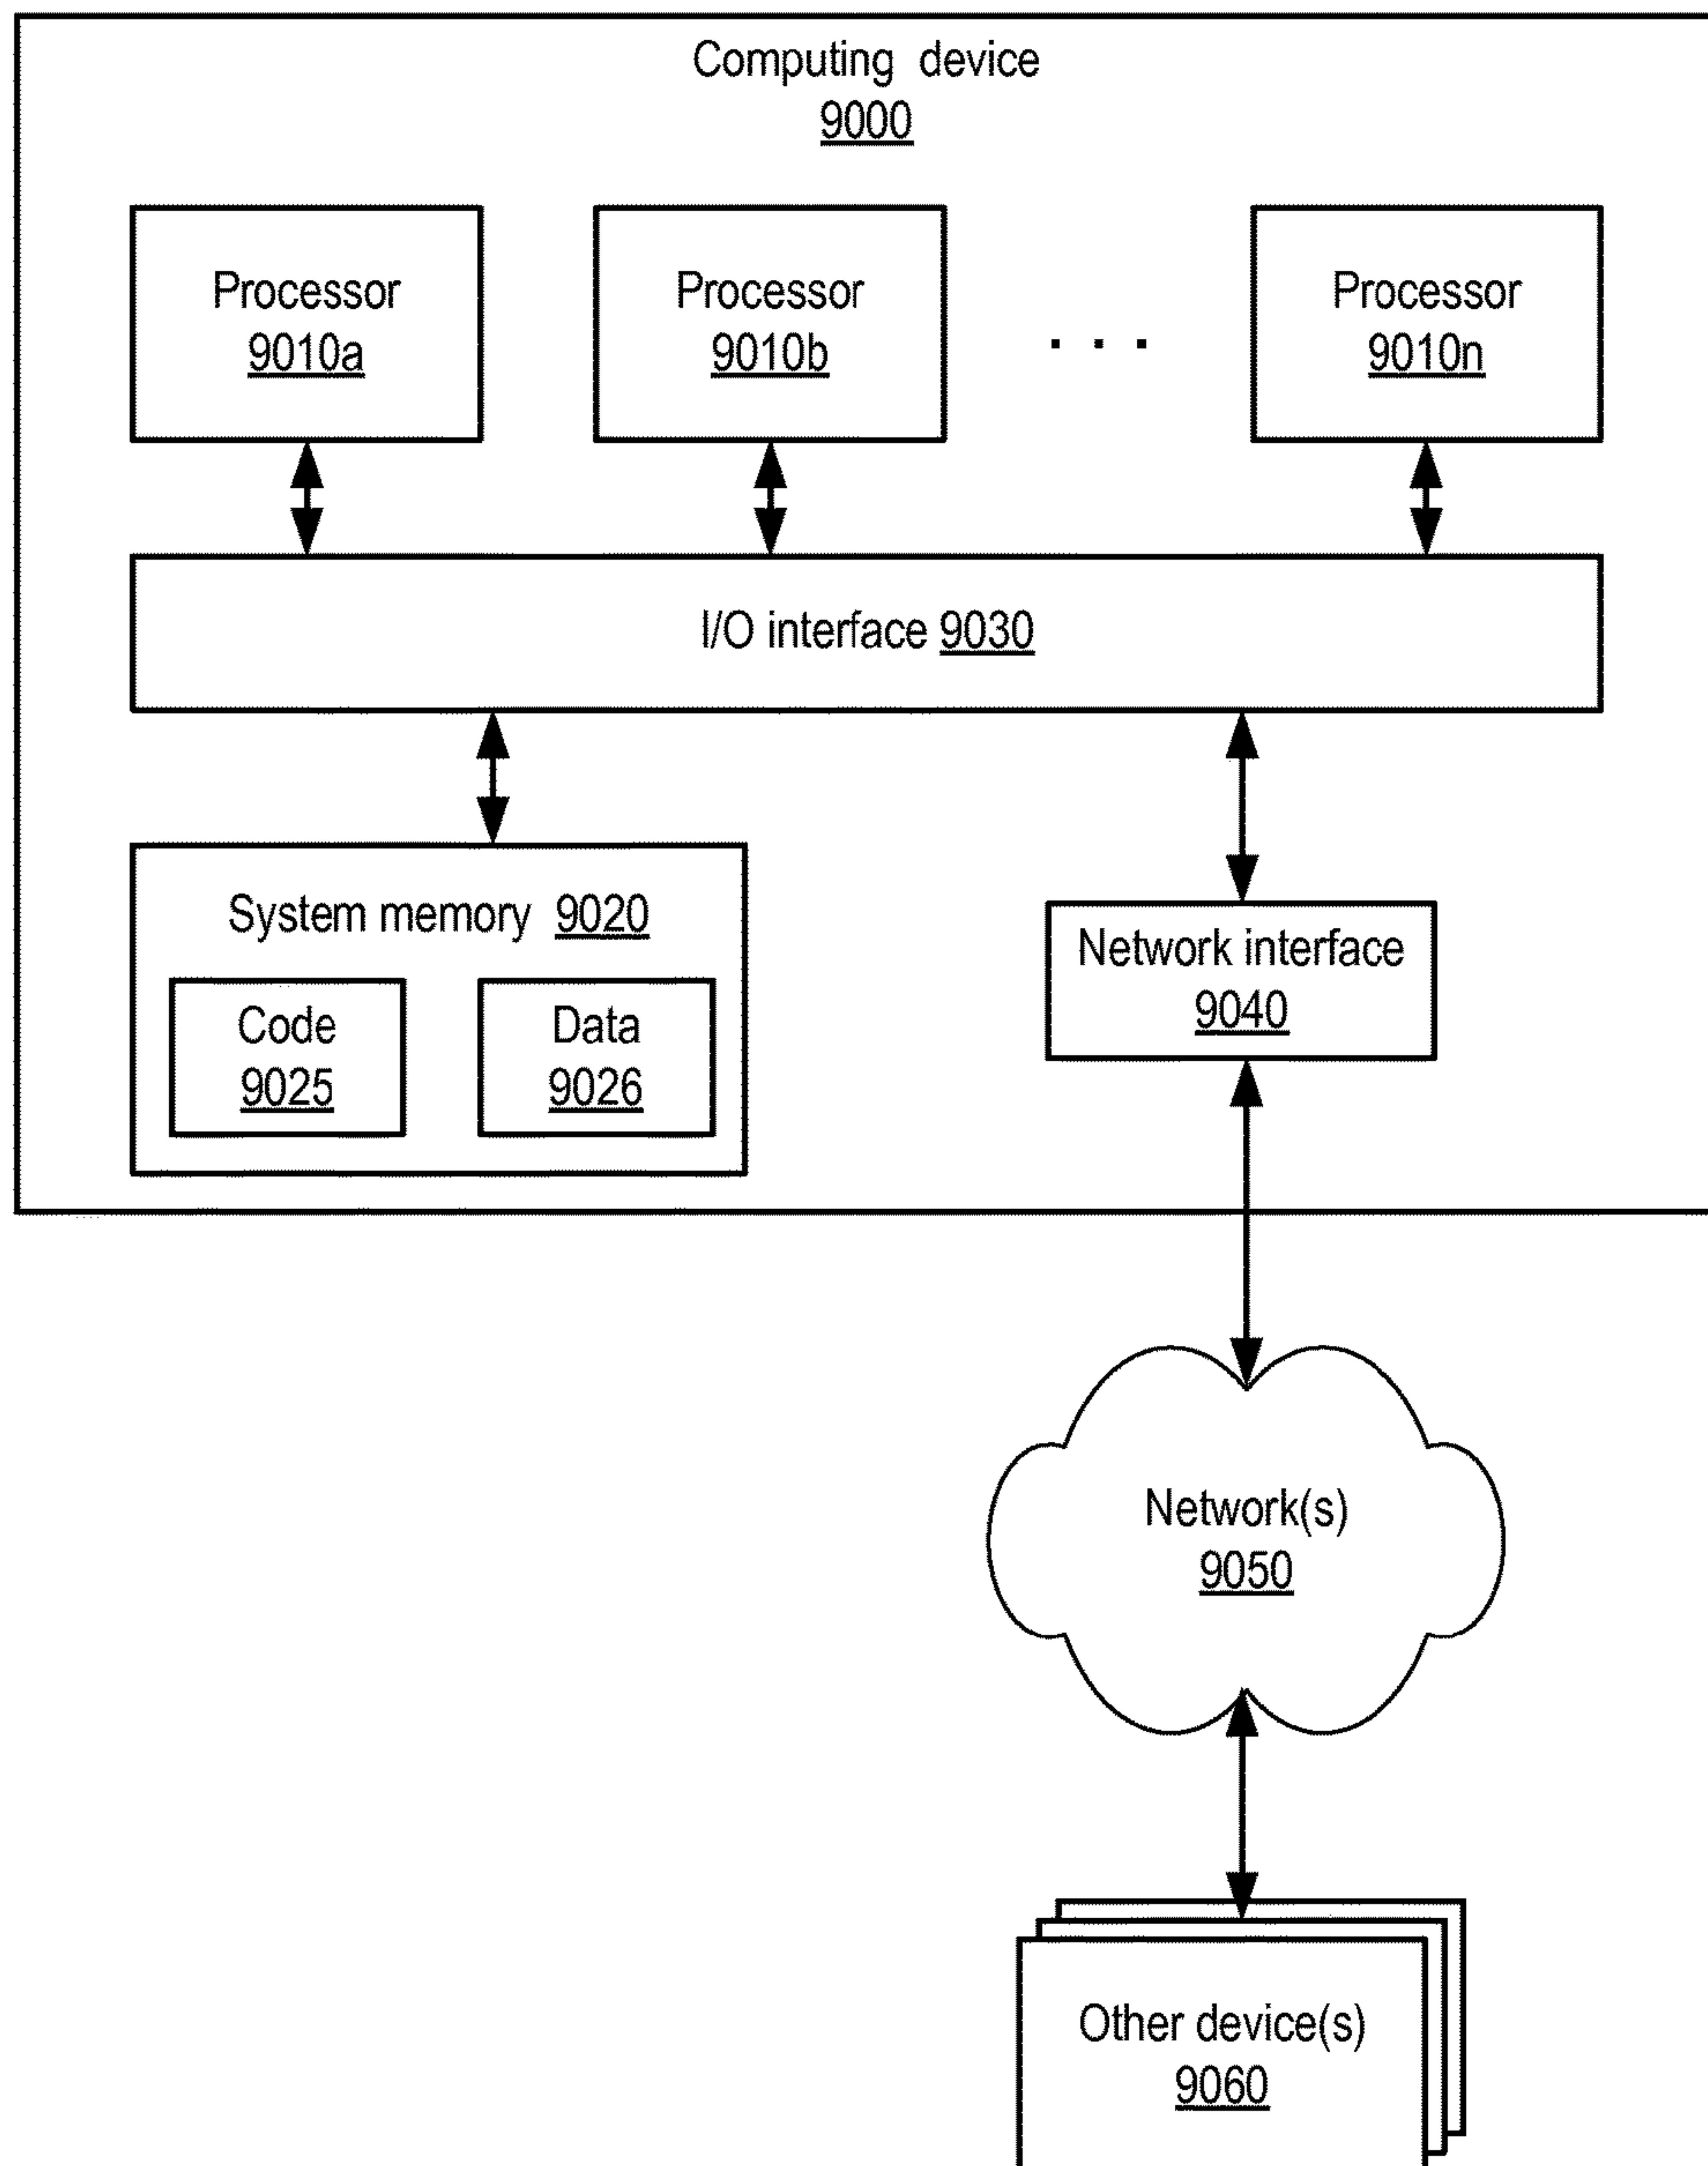 Computing device
9000
Processor
9010a
Processor
9010b
. . .
Processor
9010n
I/O interface 9030
System memory 9020
Code
9025
Data
9026
Network interface
9040
Network(s)
9050
Other device(s)
9060